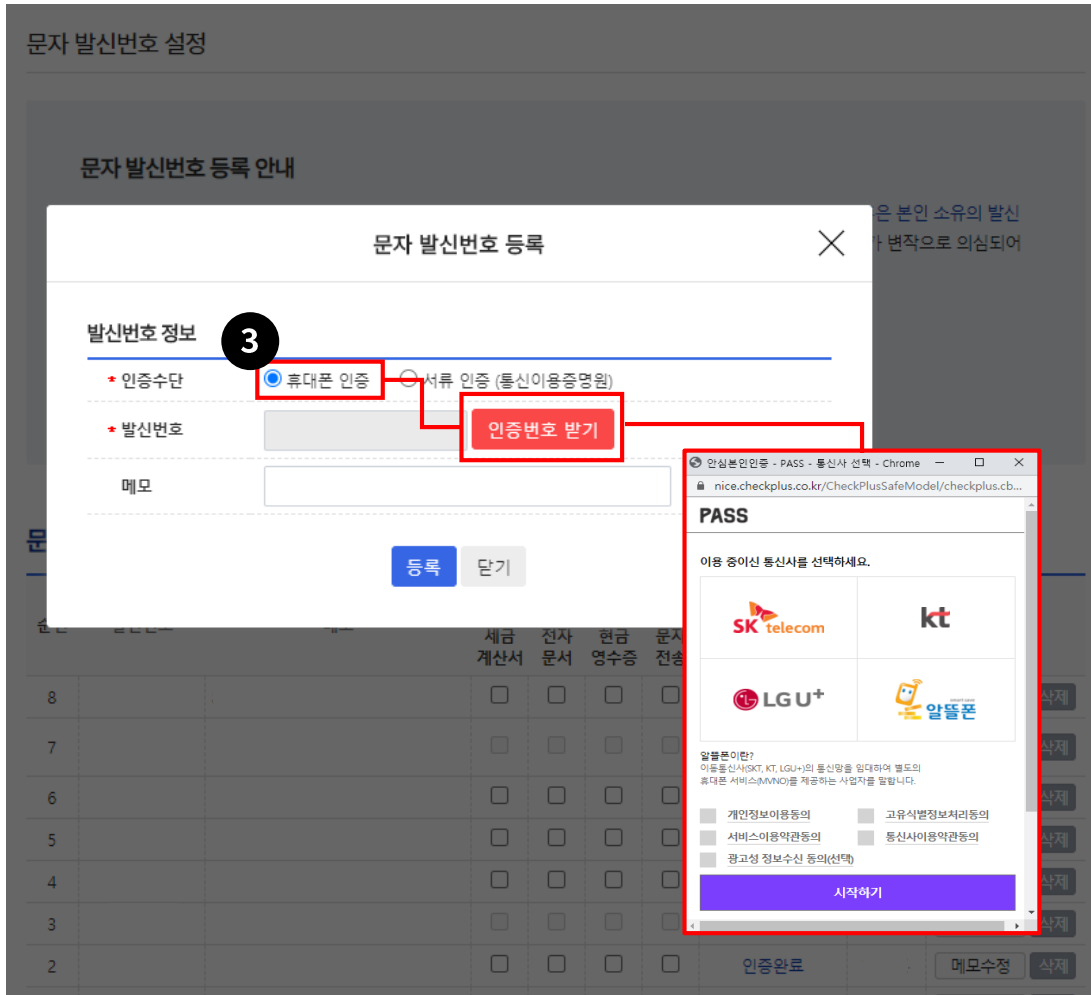 문자 발신번호 설정
문자 발신번호 등록 안내
은 본인 소유의 발신
변작으로 의심되어
문자 발신번호 등록
발신번호 정보
3
* 인증수단
휴대폰 인증
서류 인증 (통신이용증명원)
* 발신번호
인증번호 받기
메모
등록
닫기
안심본인인증 - PASS - 통신사 선택 - Chrome
nice.checkplus.co.kr/CheckPlusSafeModel/checkplus.cb...
PASS
이용 중이신 통신사를 선택하세요.
SK telecom
kt
LG U+
알뜰폰
알뜰폰이란?
이동통신사(SKT, KT, LGU+)의 통신망을 임대하여 별도의
휴대폰 서비스(MVNO)를 제공하는 사업자를 말합니다.
개인정보이용동의
고유식별정보처리동의
서비스이용약관동의
통신사이용약관동의
광고성 정보수신 동의(선택)
시작하기
문
세금 계산서
전자 문서
현금 영수증
문자 전송
8
삭제
7
삭제
6
삭제
5
삭제
4
삭제
3
삭제
2
인증완료
메모수정
삭제